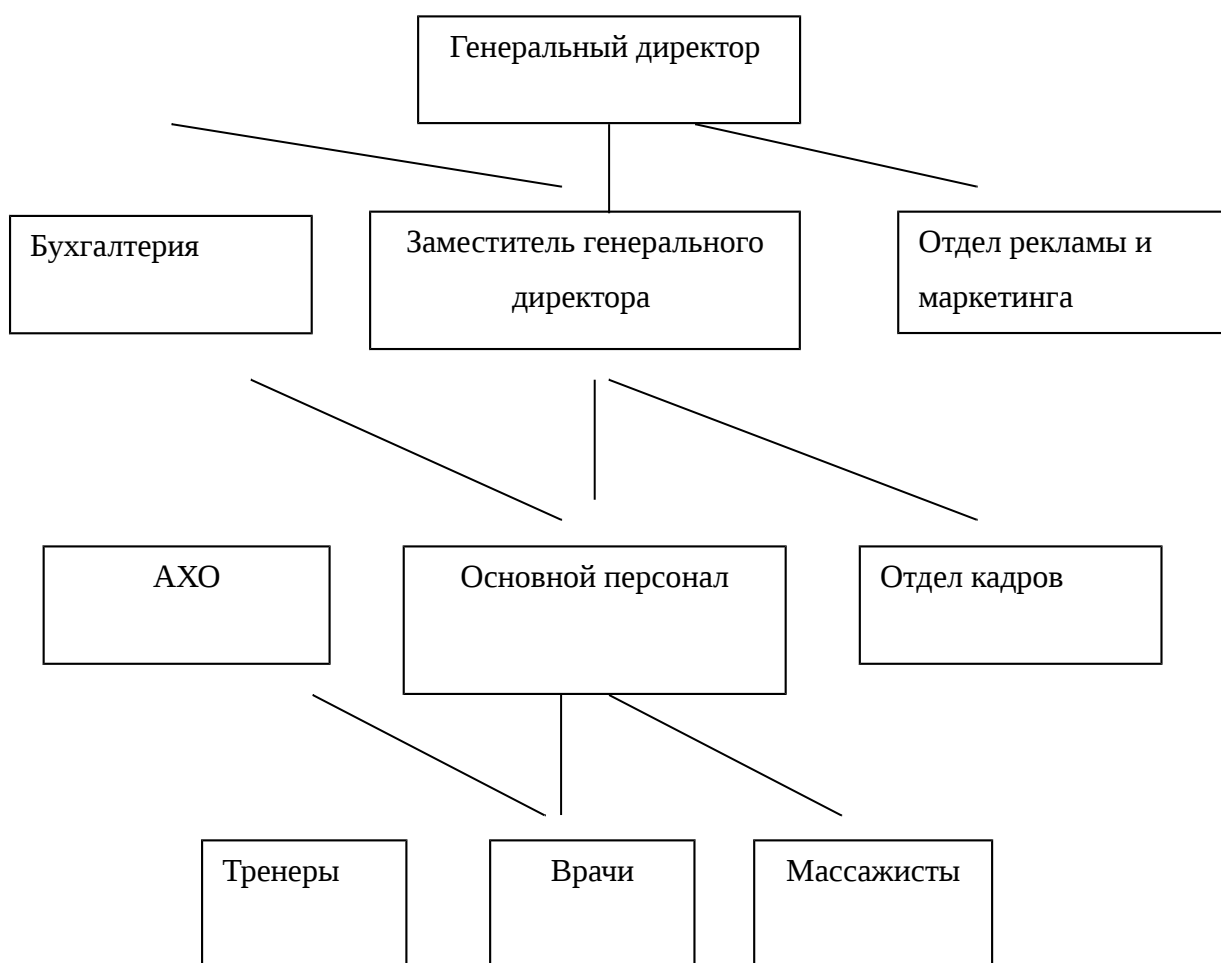 Генеральный директор
Бухгалтерия
Заместитель генерального
директора
Отдел рекламы и
маркетинга
АХО
Основной персонал
Отдел кадров
Тренеры
Врачи
Массажисты